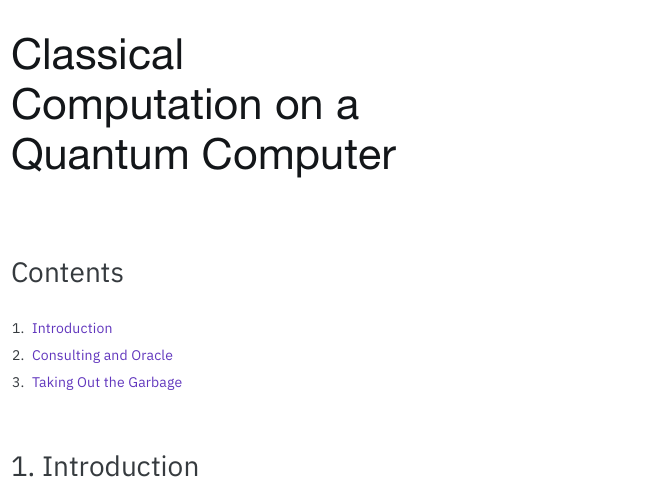 Classical
Computation on a
Quantum Computer
Contents
1. Introduction
2. Consulting and Oracle
3. Taking Out the Garbage
1. Introduction